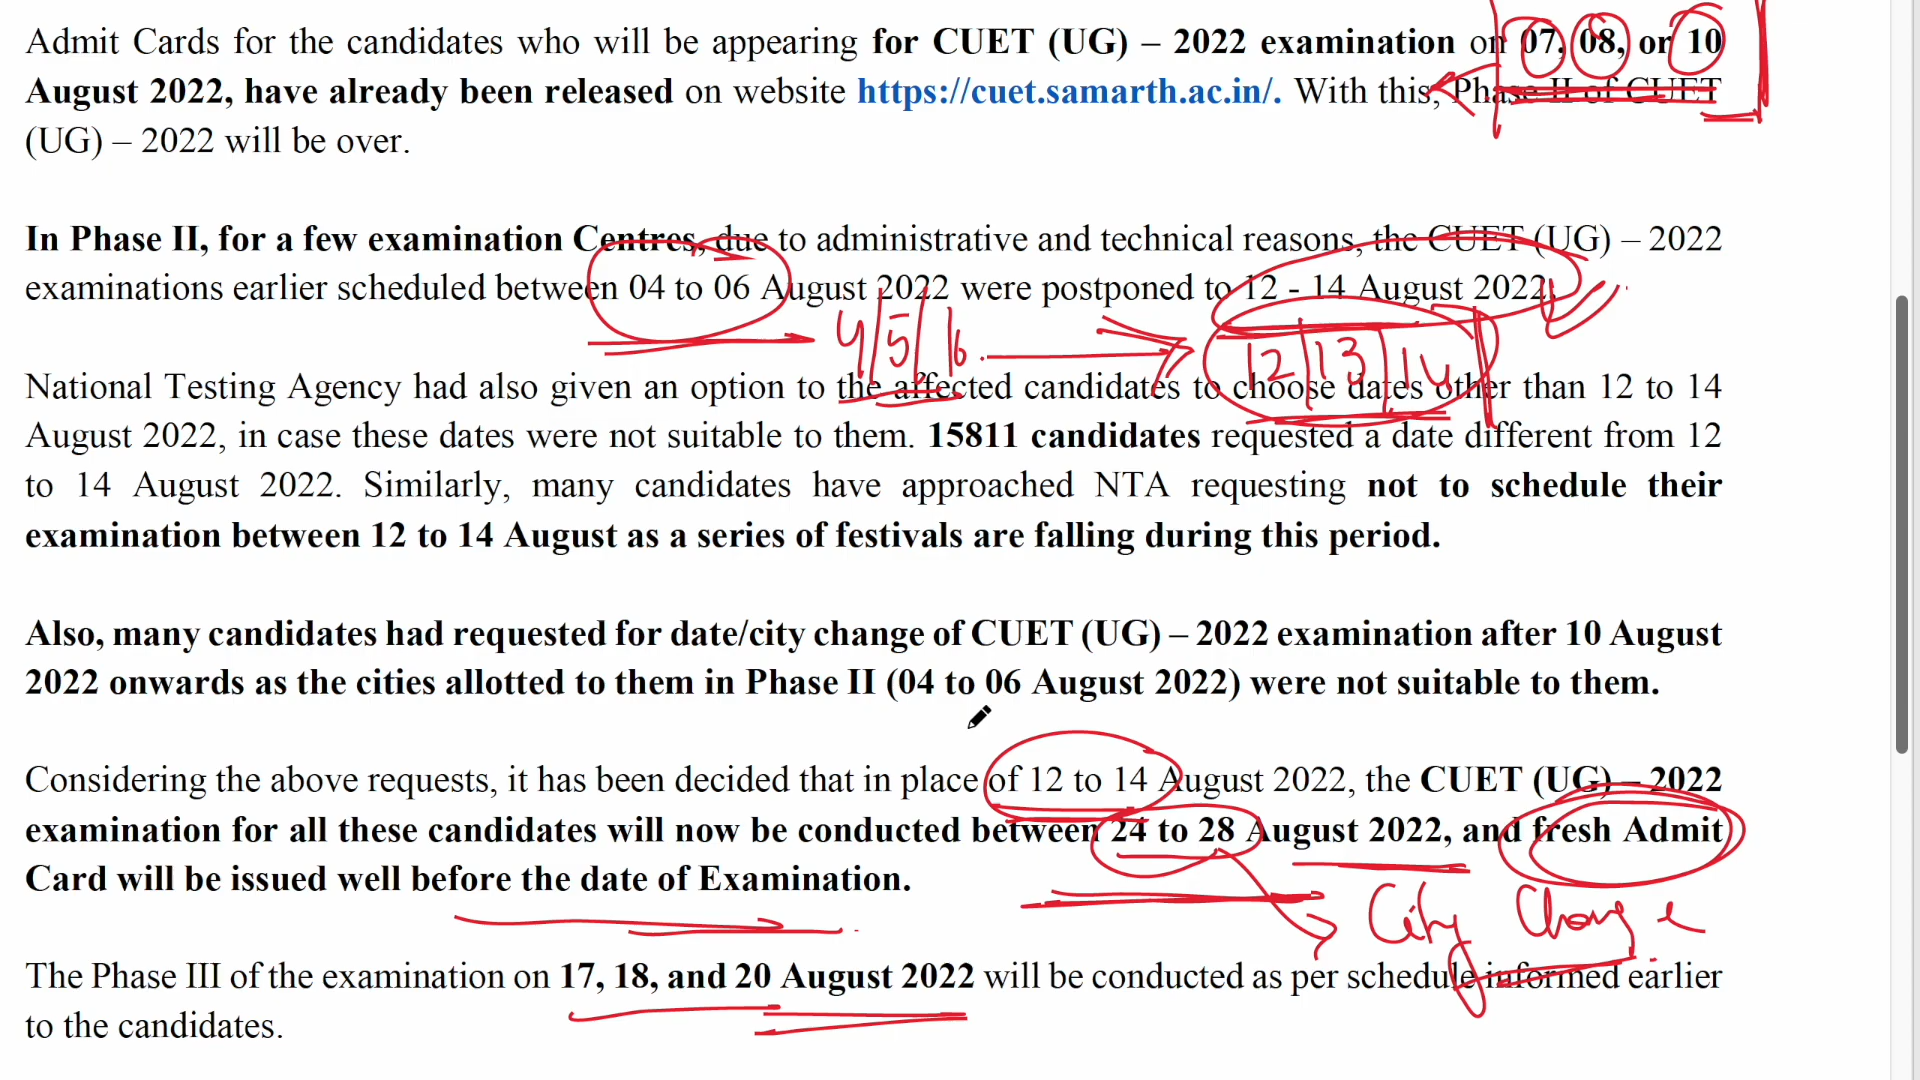 Admit Cards for the candidates who will be appearing for CUET (UG) – 2022 examination on 07, 08, or 10
August 2022, have already been released on website https://cuet.samarth.ac.in/. With this, Phase II of CUET
(UG) – 2022 will be over.
In Phase II, for a few examination Centres, due to administrative and technical reasons, the CUET (UG) – 2022
examinations earlier scheduled between 04 to 06 August 2022 were postponed to 12 - 14 August 2022.
4/5/6 12/13/14
National Testing Agency had also given an option to the affected candidates to choose dates other than 12 to 14
August 2022, in case these dates were not suitable to them. 15811 candidates requested a date different from 12
to 14 August 2022. Similarly, many candidates have approached NTA requesting not to schedule their
examination between 12 to 14 August as a series of festivals are falling during this period.
Also, many candidates had requested for date/city change of CUET (UG) – 2022 examination after 10 August
2022 onwards as the cities allotted to them in Phase II (04 to 06 August 2022) were not suitable to them.
Considering the above requests, it has been decided that in place of 12 to 14 August 2022, the CUET (UG) – 2022
examination for all these candidates will now be conducted between 24 to 28 August 2022, and fresh Admit
Card will be issued well before the date of Examination.
City Change
The Phase III of the examination on 17, 18, and 20 August 2022 will be conducted as per schedule informed earlier
to the candidates.